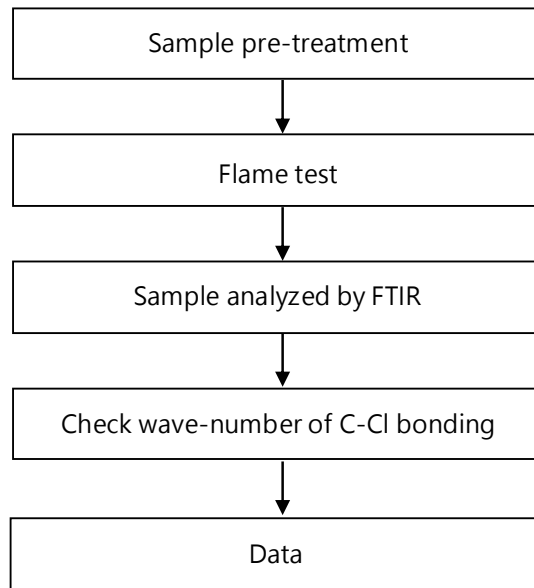 Sample pre-treatment
Flame test
Sample analyzed by FTIR
Check wave-number of C-Cl bonding
Data